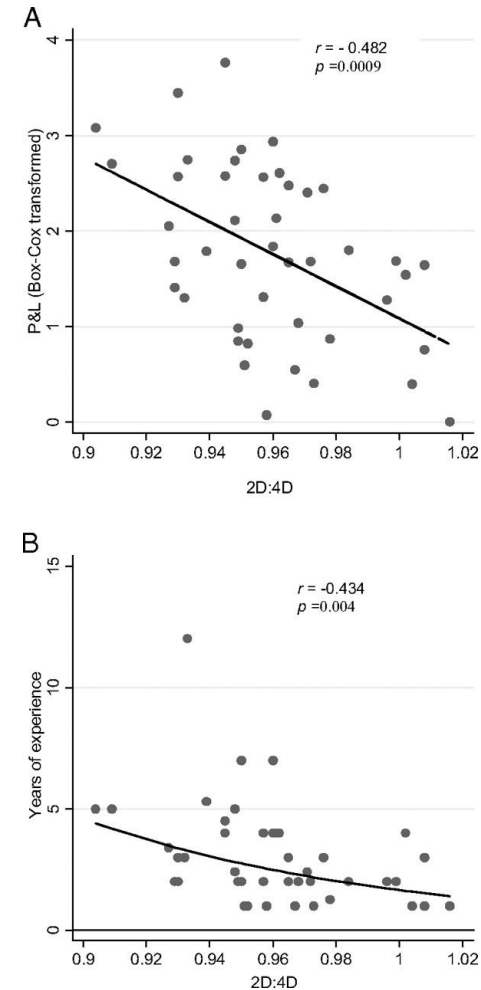 A
r = - 0.482
p =0.0009
P&L (Box-Cox transformed)
4
3
2
1
0
0.9 0.92 0.94 0.96 0.98 1 1.02
2D:4D
B
r = -0.434
p =0.004
Years of experience
15
10
5
0
0.9 0.92 0.94 0.96 0.98 1 1.02
2D:4D